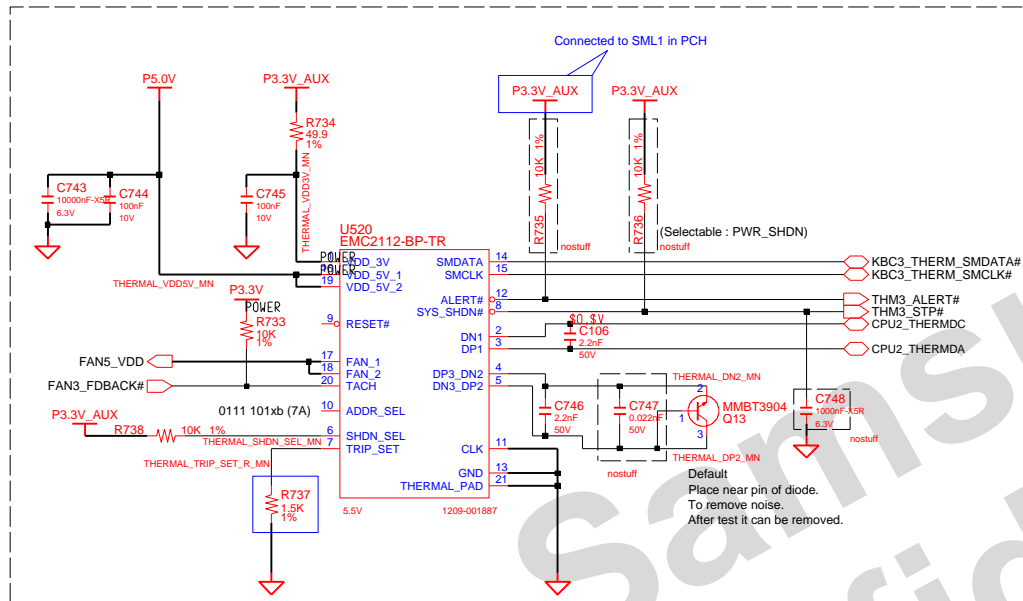 Connected to SML1 in PCH
P5.0V
P3.3V_AUX
P3.3V_AUX
P3.3V_AUX
R734
49.9
1%
THERMAL_VDD3V_MN
C743
10000nF-X5R
6.3V
C744
100nF
10V
C745
100nF
10V
10K 1%
R735
nostuff
10K 1%
R736
nostuff
(Selectable : PWR_SHDN)
U520
EMC2112-BP-TR
POWER
POWER
VDD_3V
VDD_5V_1
19
VDD_5V_2
THERMAL_VDD5V_MN
P3.3V
POWER
R733
10K
1%
9
RESET#
FAN5_VDD
17
FAN_1
18
FAN_2
FAN3_FDBACK#
20
TACH
0111 101xb (7A)
10
ADDR_SEL
P3.3V_AUX
R738
10K 1%
THERMAL_SHDN_SEL_MN
6
SHDN_SEL
7
TRIP_SET
THERMAL_TRIP_SET_R_MN
R737
1.5K
1%
5.5V
1209-001887
SMDATA
14
KBC3_THERM_SMDATA#
SMCLK
15
KBC3_THERM_SMCLK#
ALERT#
12
THM3_ALERT#
SYS_SHDN#
8
THM3_STP#
$0,$V
DN1
2
CPU2_THERMDC
C106
2.2nF
50V
DP1
3
CPU2_THERMDA
DP3_DN2
4
DN3_DP2
5
C746
2.2nF
50V
C747
0.022nF
50V
nostuff
THERMAL_DN2_MN
2
1
3
MMBT3904
Q13
THERMAL_DP2_MN
C748
1000nF-X5R
6.3V
nostuff
CLK
11
GND
13
THERMAL_PAD
21
Default
Place near pin of diode.
To remove noise.
After test it can be removed.